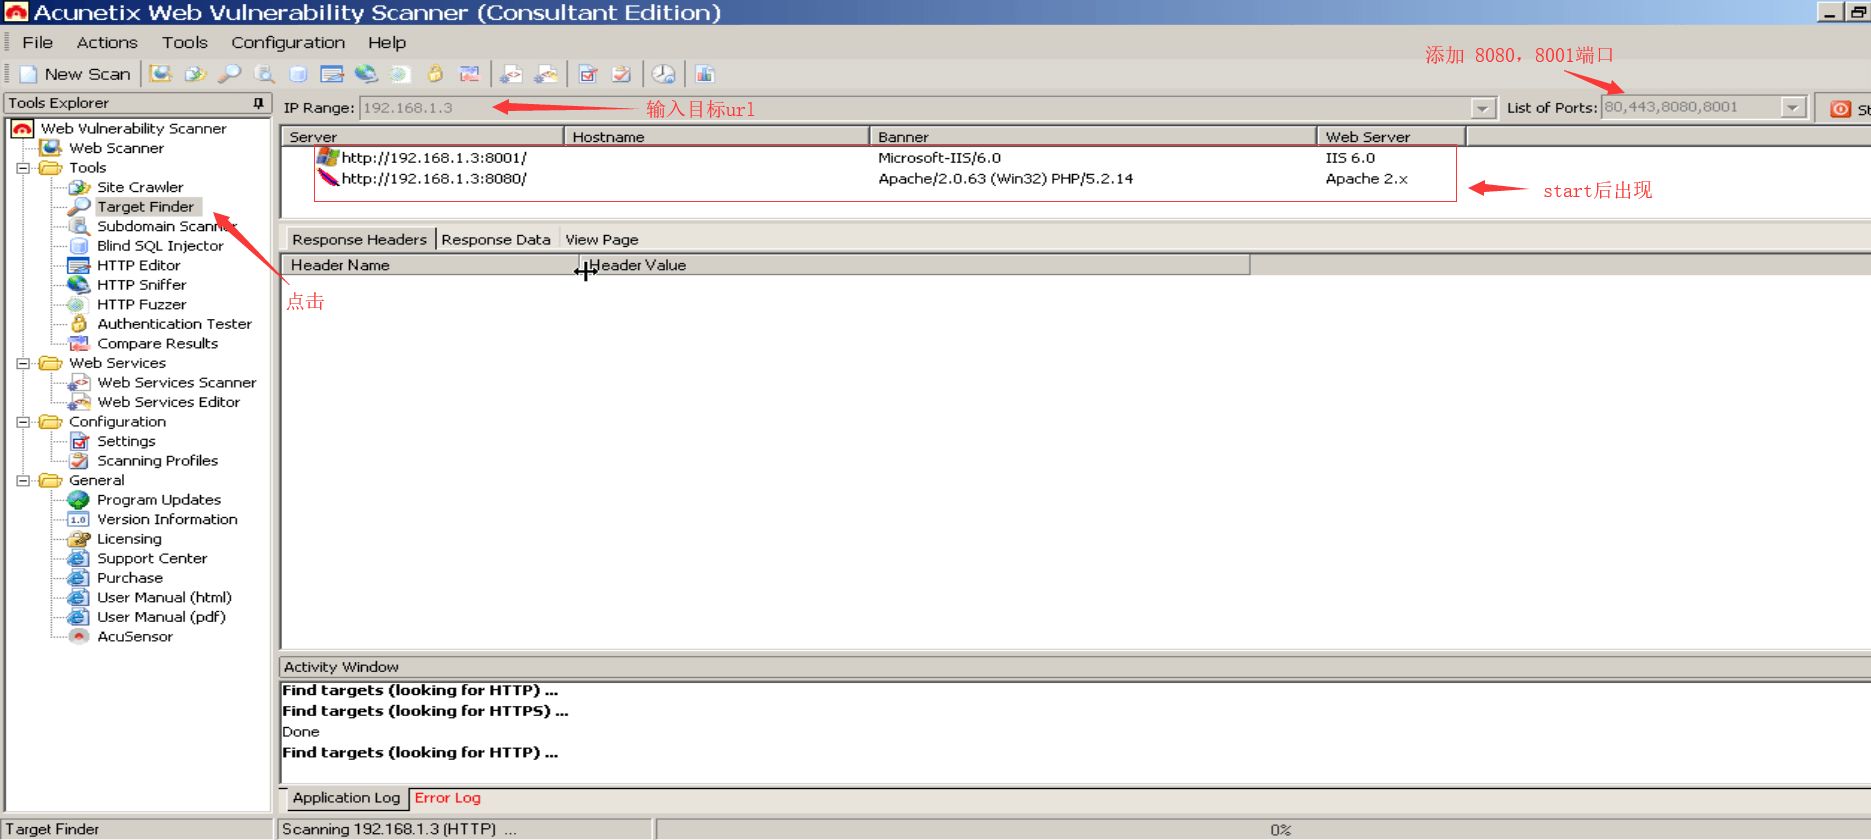 Acunetix Web Vulnerability Scanner (Consultant Edition)
File Actions Tools Configuration Help
New Scan
添加 8080，8001端口
Tools Explorer
IP Range: 192.168.1.3
输入目标url
List of Ports: 80,443,8080,8001
St
Web Vulnerability Scanner
Web Scanner
Tools
Site Crawler
Target Finder
Subdomain Scanner
Blind SQL Injector
HTTP Editor
HTTP Sniffer
HTTP Fuzzer
Authentication Tester
Compare Results
Web Services
Web Services Scanner
Web Services Editor
Configuration
Settings
Scanning Profiles
General
Program Updates
1.0 Version Information
Licensing
Support Center
Purchase
User Manual (html)
User Manual (pdf)
AcuSensor
点击
Server Hostname Banner Web Server
http://192.168.1.3:8001/ Microsoft-IIS/6.0 IIS 6.0
http://192.168.1.3:8080/ Apache/2.0.63 (Win32) PHP/5.2.14 Apache 2.x
start后出现
Response Headers Response Data View Page
Header Name Header Value
Activity Window
Find targets (looking for HTTP) ...
Find targets (looking for HTTPS) ...
Done
Find targets (looking for HTTP) ...
Application Log Error Log
Target Finder
Scanning 192.168.1.3 (HTTP) ...
0%